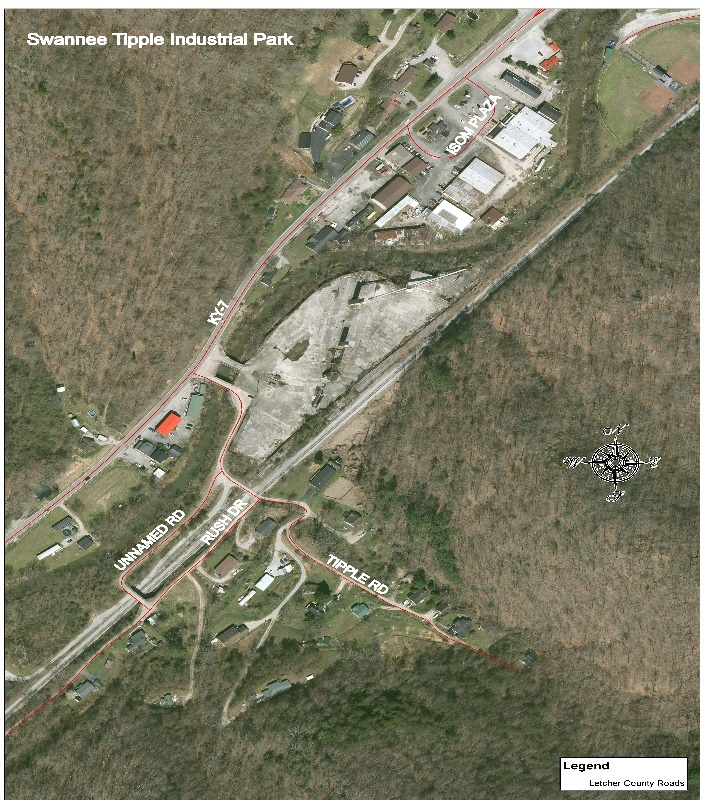 Swannee Tipple Industrial Park
ISOM PLAZA
KY-7
N
W
E
S
UNNAMED RD
RUSH DR
TIPPLE RD
Legend
Letcher County Roads